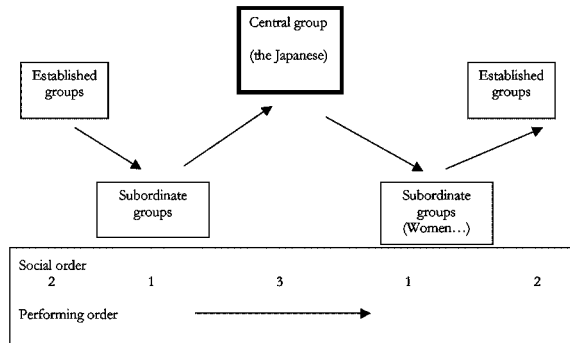 Central group
(the Japanese)
Established
groups
Established
groups
Subordinate
groups
Subordinate
groups
(Women…)
Social order
2 1 3 1 2
Performing order